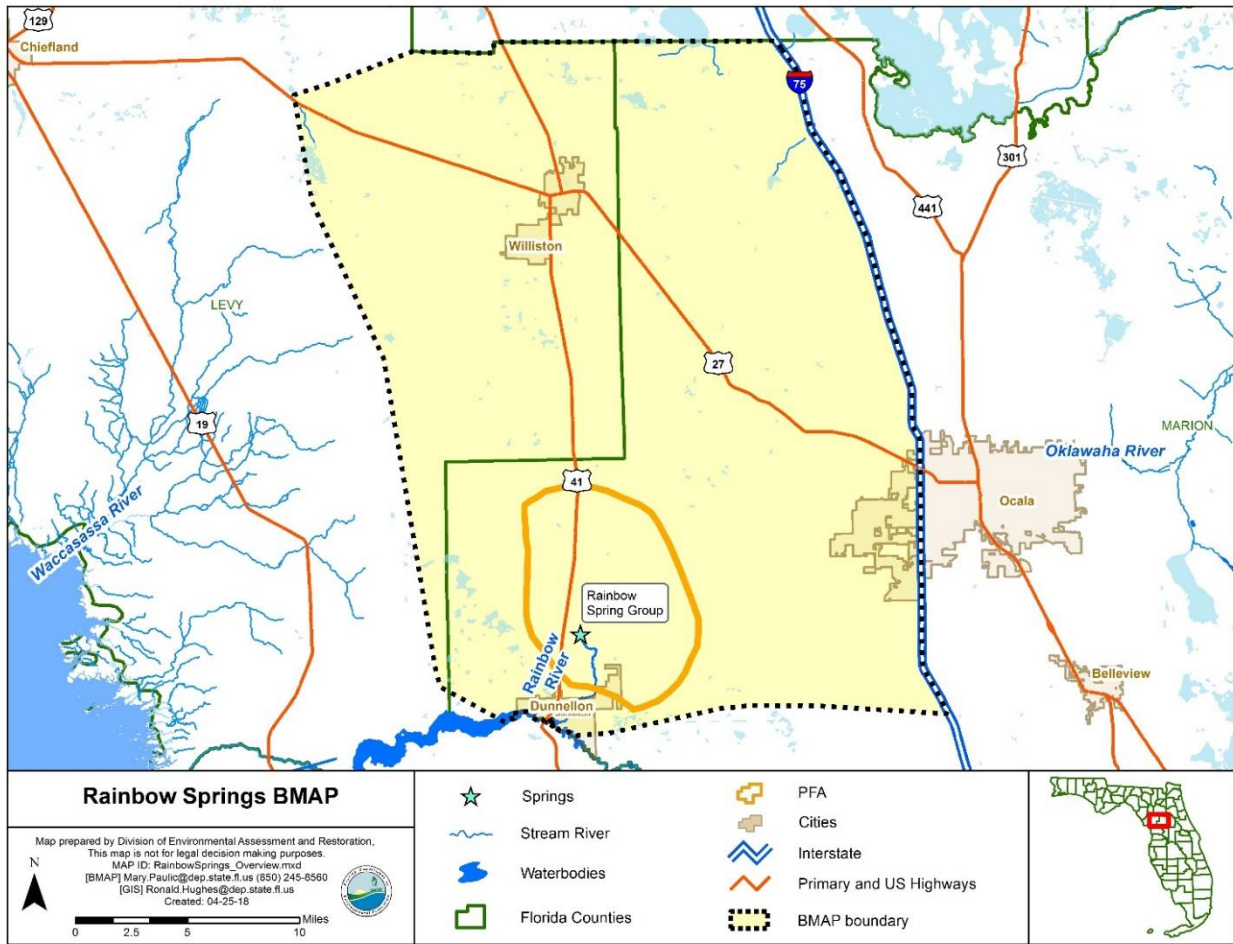 129
Chiefland
75
301
441
Williston
LEVY
27
19
MARION
Oklawaha River
41
Ocala
Waccasassa River
Rainbow
Spring Group
Rainbow
River
Belleview
Dunnellon
Rainbow Springs BMAP
Map prepared by Division of Environmental Assessment and Restoration,
This map is not for legal decision making purposes.
MAP ID: RainbowSprings_Overview.mxd
[BMAP] Mary.Paulic@dep.state.fl.us (850) 245-8560
[GIS] Ronald.Hughes@dep.state.fl.us
Created: 04-25-18
N
Miles
0 2.5 5 10
Springs
Stream River
Waterbodies
Florida Counties
PFA
Cities
Interstate
Primary and US Highways
BMAP boundary